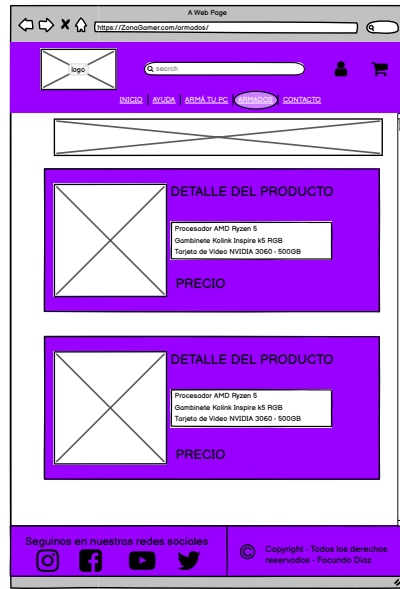 A Web Page
https://ZonaGamer.com/armados/
logo
search
INICIO AYUDA ARMÁ TU PC ARMADOS CONTACTO
DETALLE DEL PRODUCTO
Procesador AMD Ryzen 5
Gambinete Kolink Inspire k5 RGB
Tarjeta de Video NVIDIA 3060 - 500GB
PRECIO
DETALLE DEL PRODUCTO
Procesador AMD Ryzen 5
Gambinete Kolink Inspire k5 RGB
Tarjeta de Video NVIDIA 3060 - 500GB
PRECIO
Seguinos en nuestras redes sociales
© Copyright - Todos los derechos
reservados - Facundo Diaz